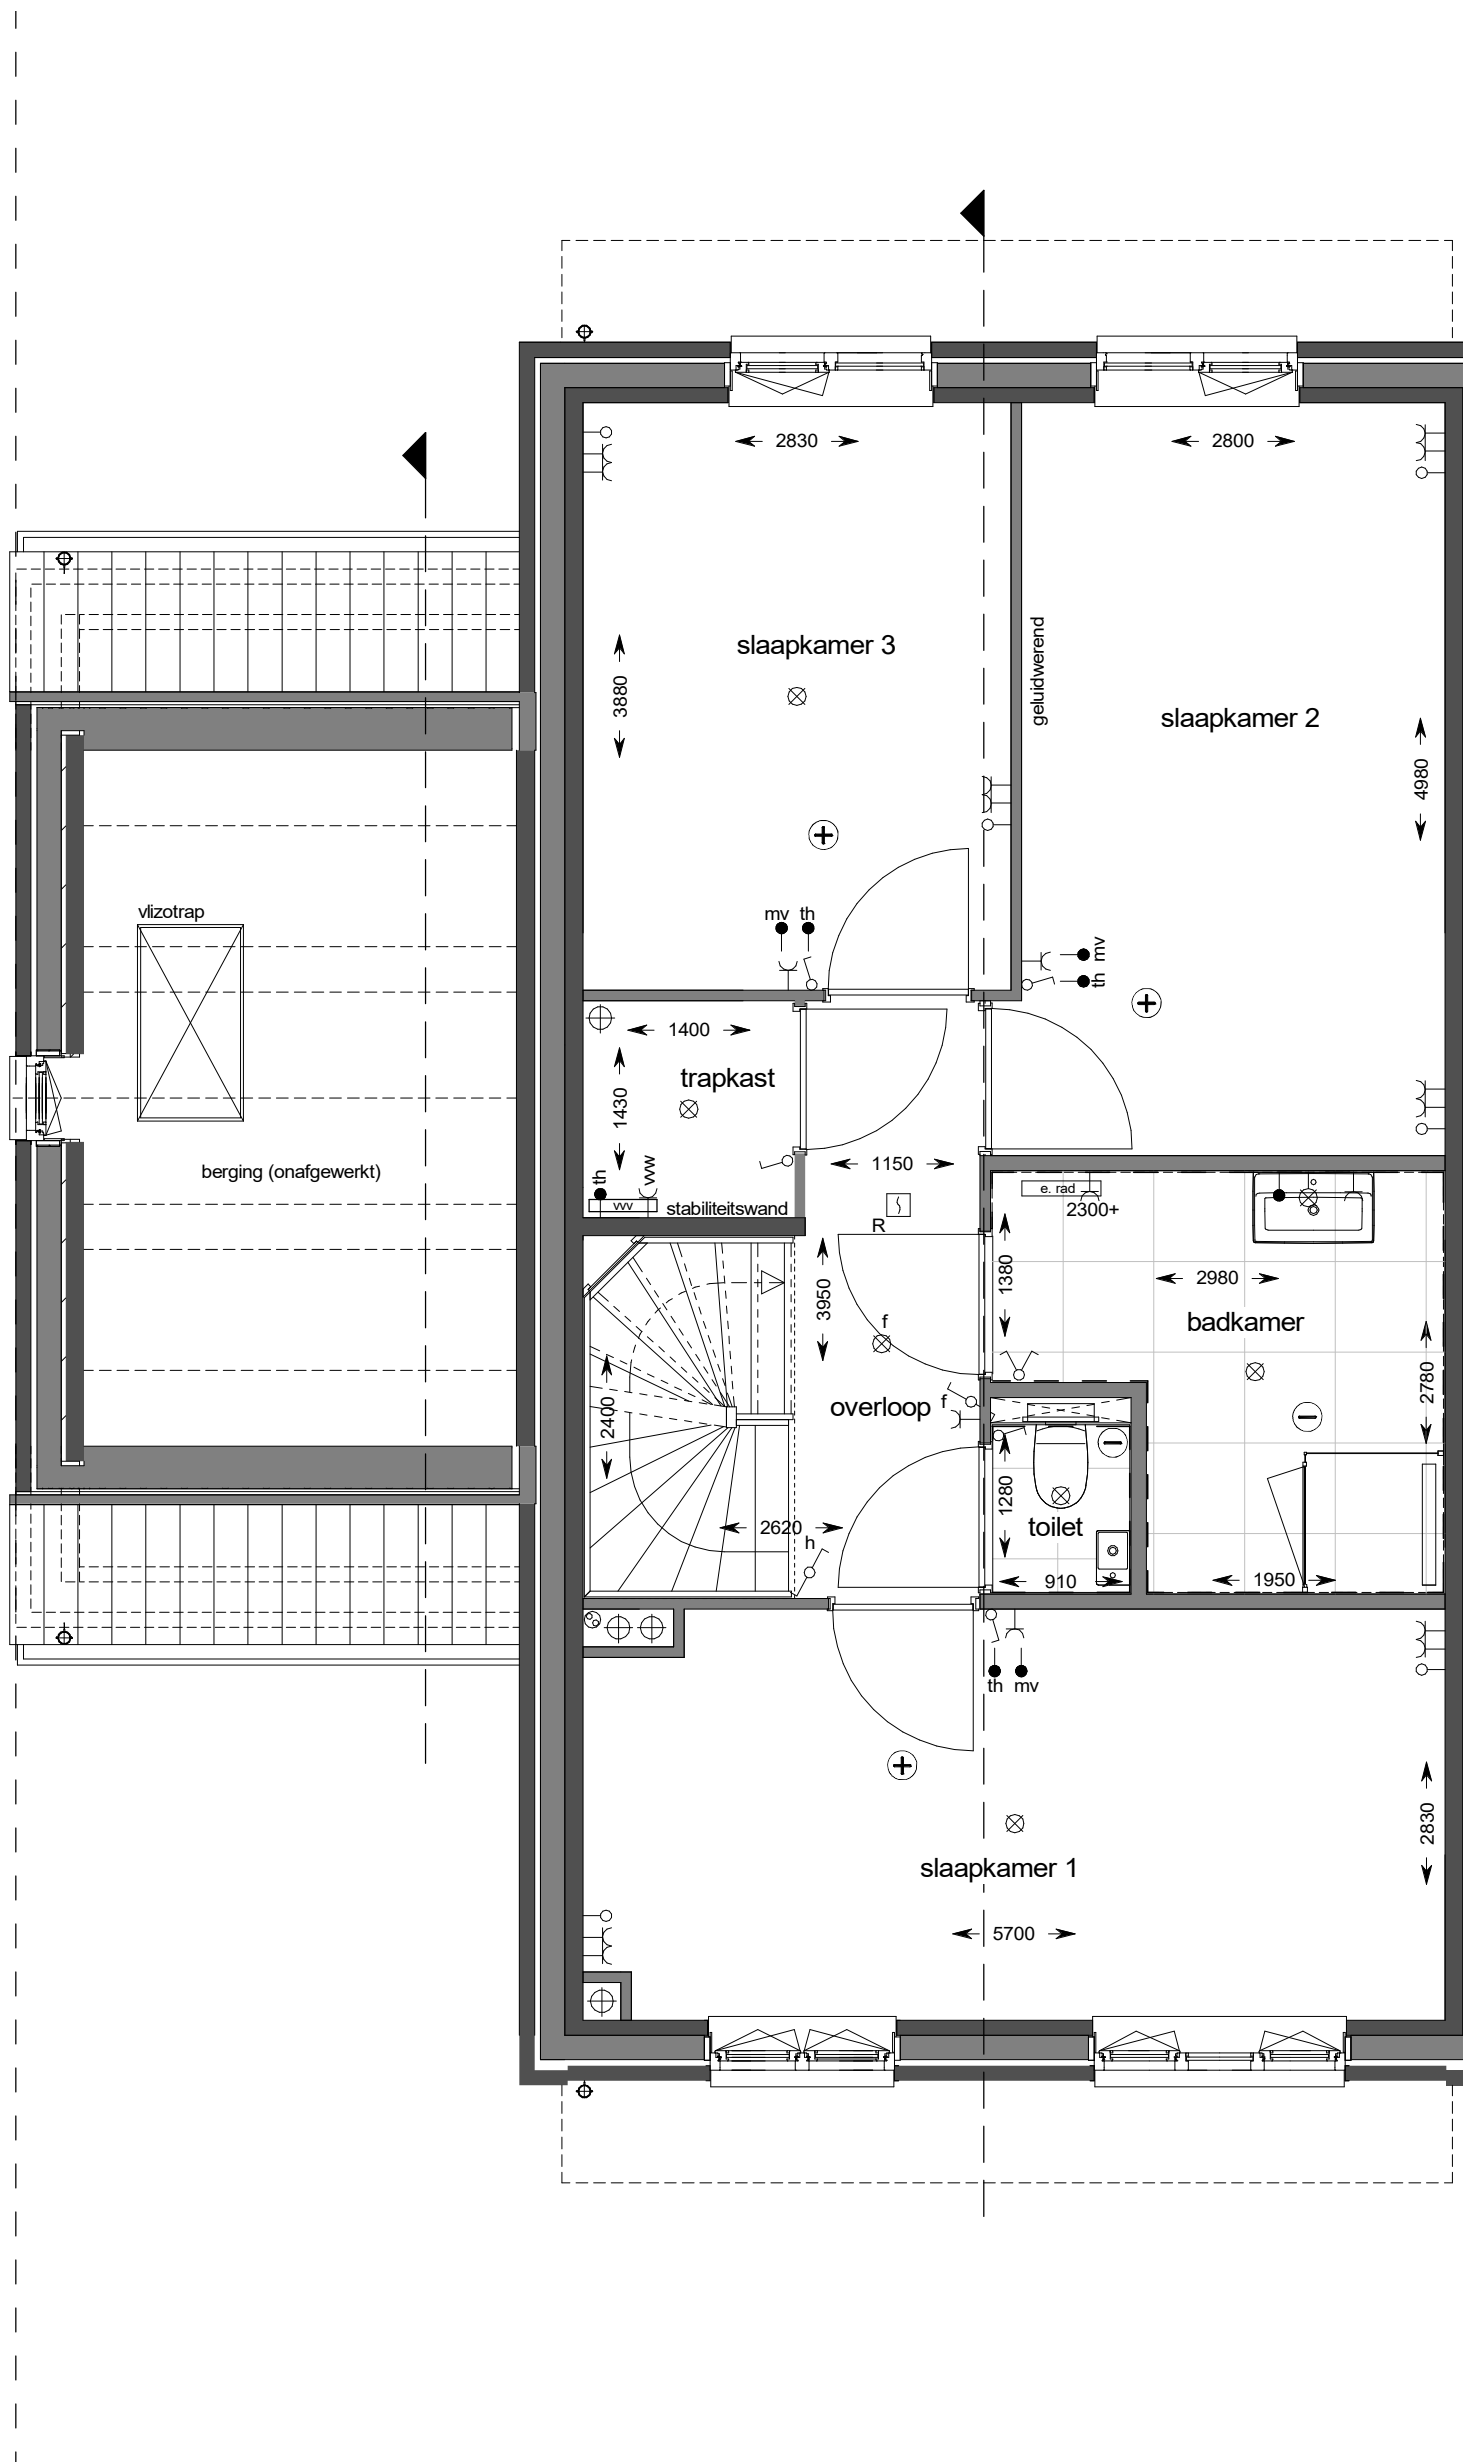 2830
2800
slaapkamer 3
3880
geluidwerend
slaapkamer 2
4980
vlizotrap
mv th
mv
th
1400
trapkast
1430
1150
berging (onafgewerkt)
th
vvw
vvv
stabiliteitswand
e. rad
2300+
R
1380
2980
3950
badkamer
f
2780
2400
overloop
f
1280
2620
toilet
h
910
1950
th mv
2830
slaapkamer 1
5700